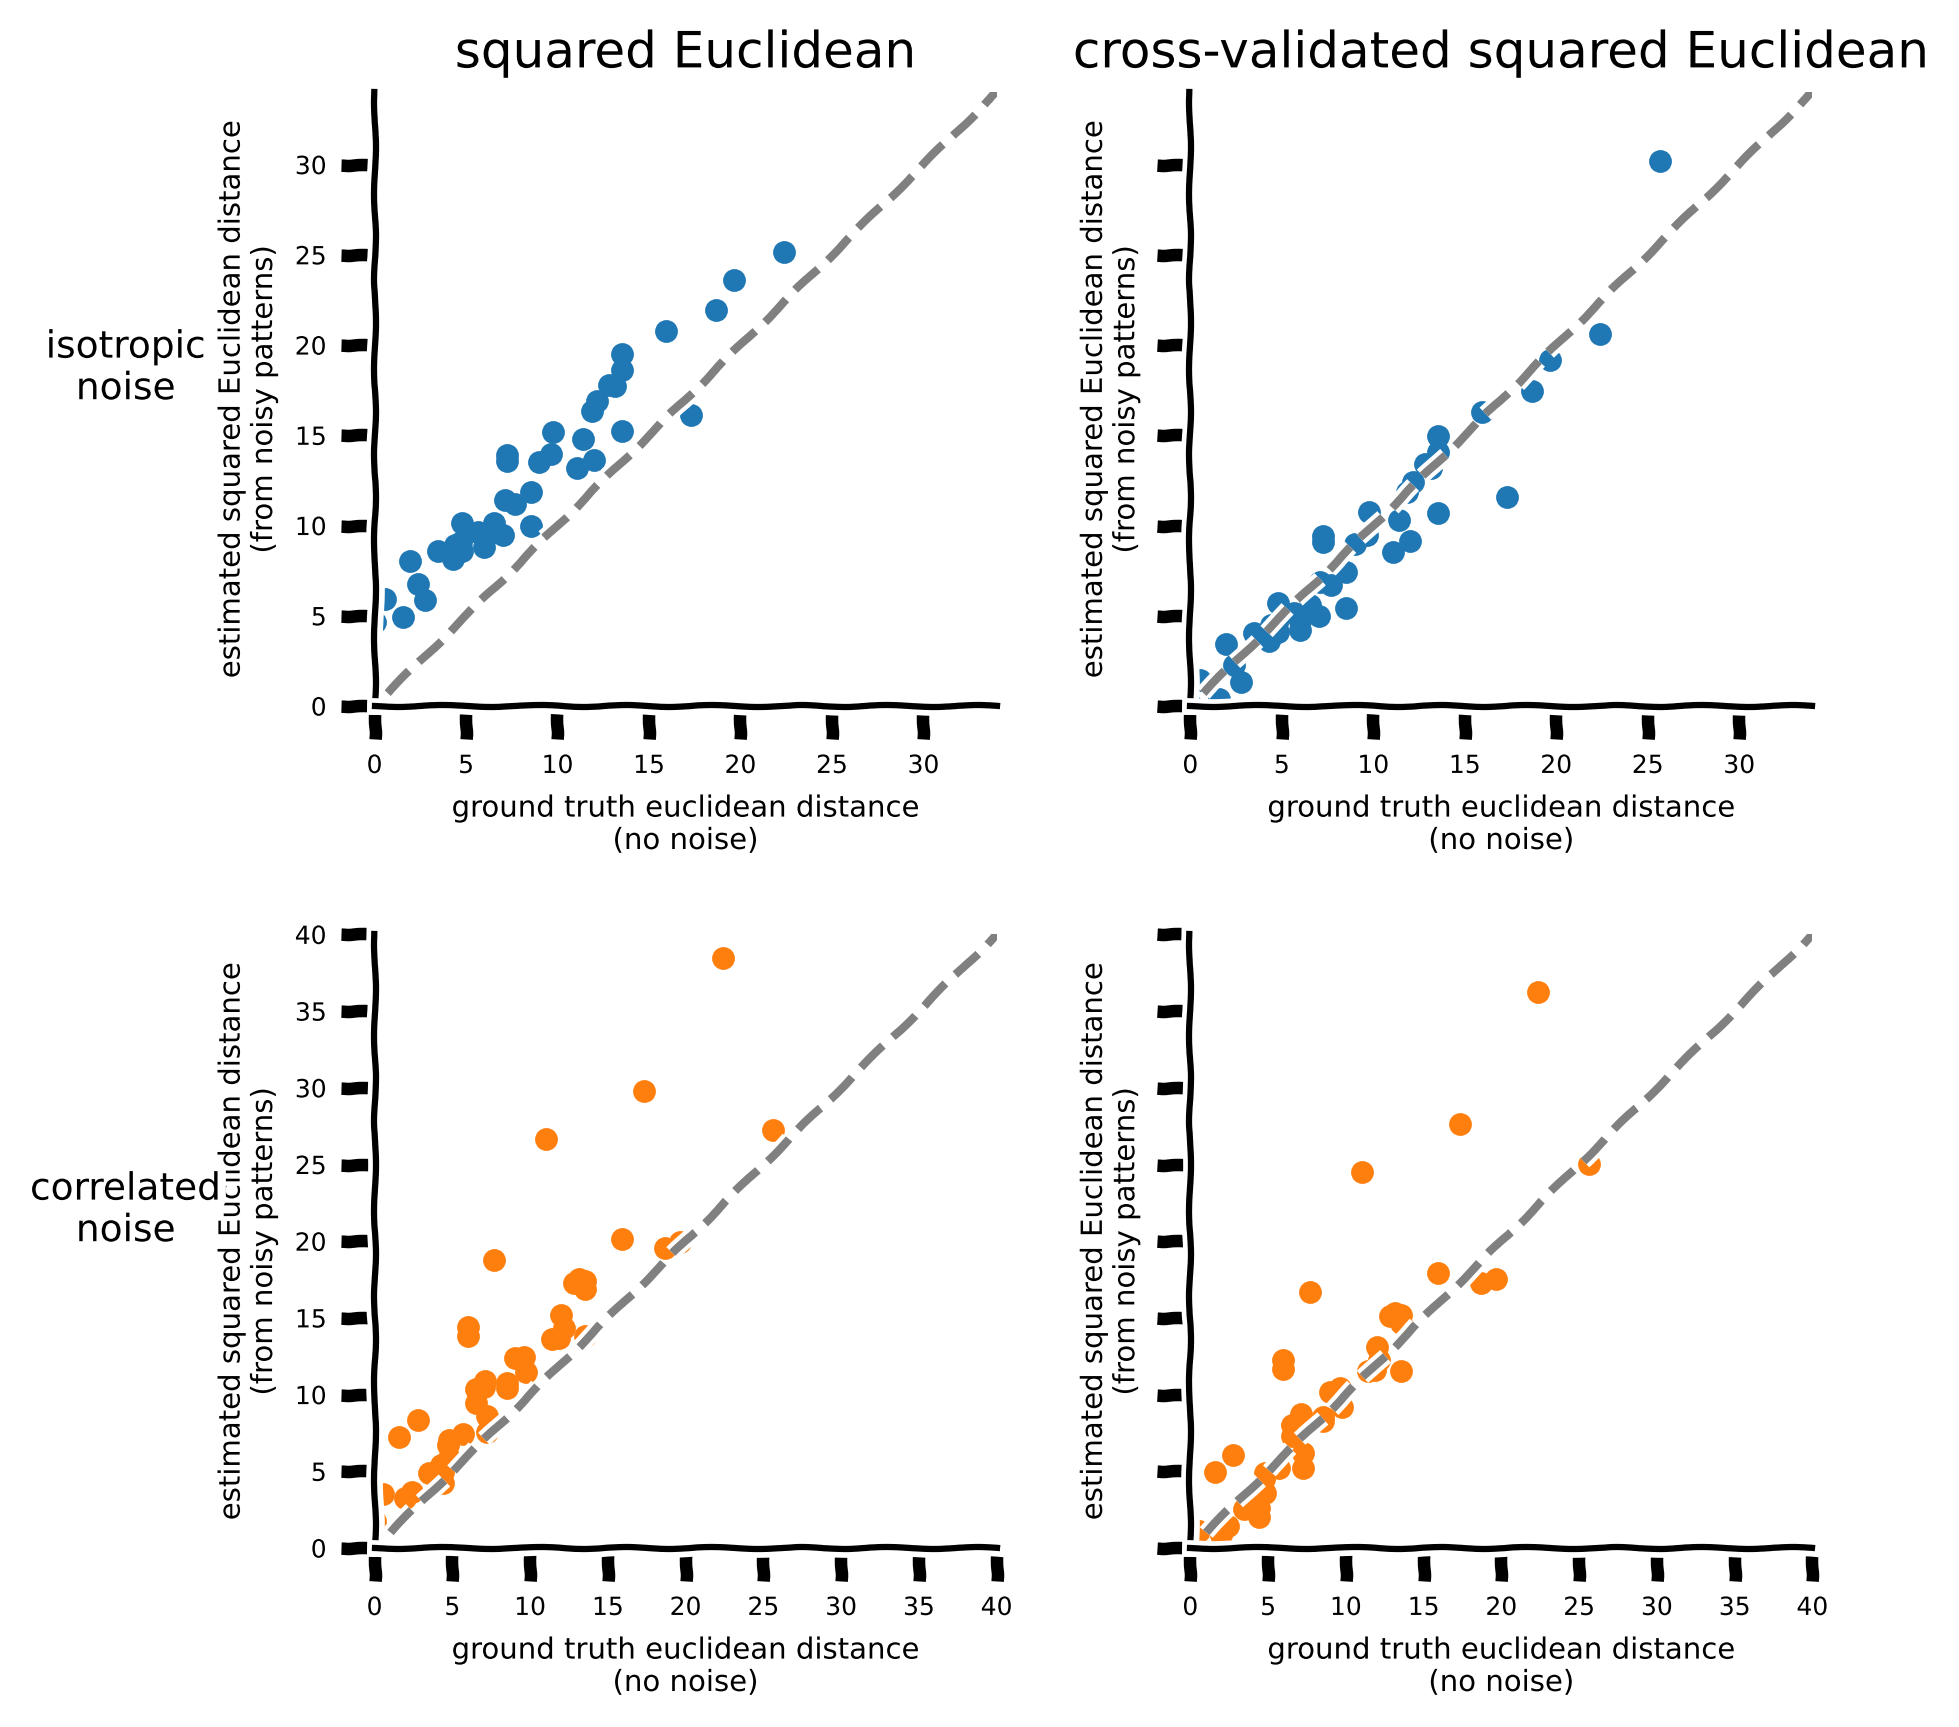 squared Euclidean
cross-validated squared Euclidean
isotropic
noise
estimated squared Euclidean distance
(from noisy patterns)
30
25
20
15
10
5
0
0 5 10 15 20 25 30
ground truth euclidean distance
(no noise)
estimated squared Euclidean distance
(from noisy patterns)
0 5 10 15 20 25 30
ground truth euclidean distance
(no noise)
correlated
noise
estimated squared Euclidean distance
(from noisy patterns)
40
35
30
25
20
15
10
5
0
0 5 10 15 20 25 30 35 40
ground truth euclidean distance
(no noise)
estimated squared Euclidean distance
(from noisy patterns)
0 5 10 15 20 25 30 35 40
ground truth euclidean distance
(no noise)